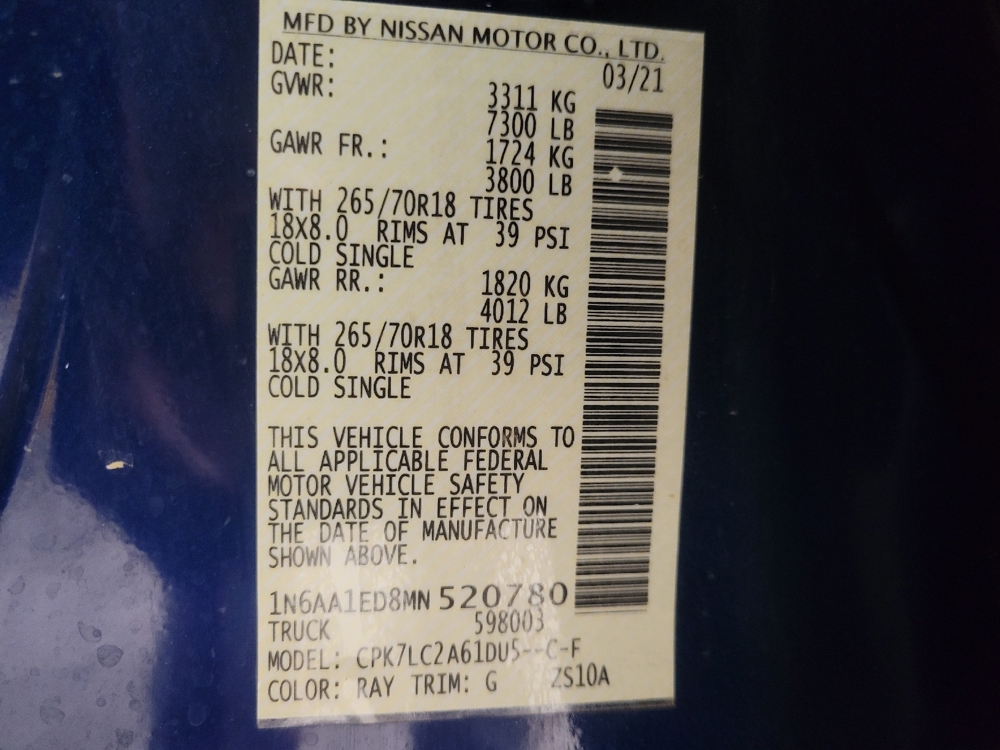 MFD BY NISSAN MOTOR CO., LTD.
DATE: 03/21
GVWR: 3311 KG
7300 LB
GAWR FR.: 1724 KG
3800 LB
WITH 265/70R18 TIRES
18X8.0 RIMS AT 39 PSI
COLD SINGLE
GAWR RR.: 1820 KG
4012 LB
WITH 265/70R18 TIRES
18X8.0 RIMS AT 39 PSI
COLD SINGLE
THIS VEHICLE CONFORMS TO
ALL APPLICABLE FEDERAL
MOTOR VEHICLE SAFETY
STANDARDS IN EFFECT ON
THE DATE OF MANUFACTURE
SHOWN ABOVE.
1N6AA1ED8MN 520780
TRUCK 598003
MODEL: CPK7LC2A61DU5--C-F
COLOR: RAY TRIM: G ZS10A